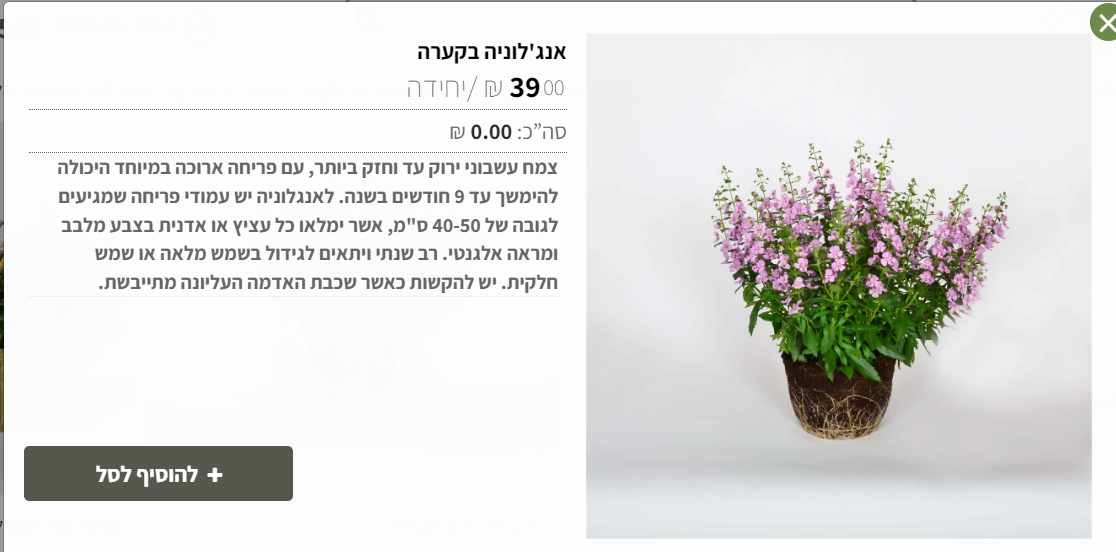 אנג'לוניה בקערה
39 00 ₪ /יחידה
סה”כ: 0.00 ₪
צמח עשבוני ירוק עד וחזק ביותר, עם פריחה ארוכה במיוחד היכולה
להימשך עד 9 חודשים בשנה. לאנגלוניה יש עמודי פריחה שמגיעים
לגובה של 40-50 ס"מ, אשר ימלאו כל עציץ או אדנית בצבע מלבב
ומראה אלגנטי. רב שנתי ויתאים לגידול בשמש מלאה או שמש
חלקית. יש להקשות כאשר שכבת האדמה העליונה מתייבשת.
+ להוסיף לסל